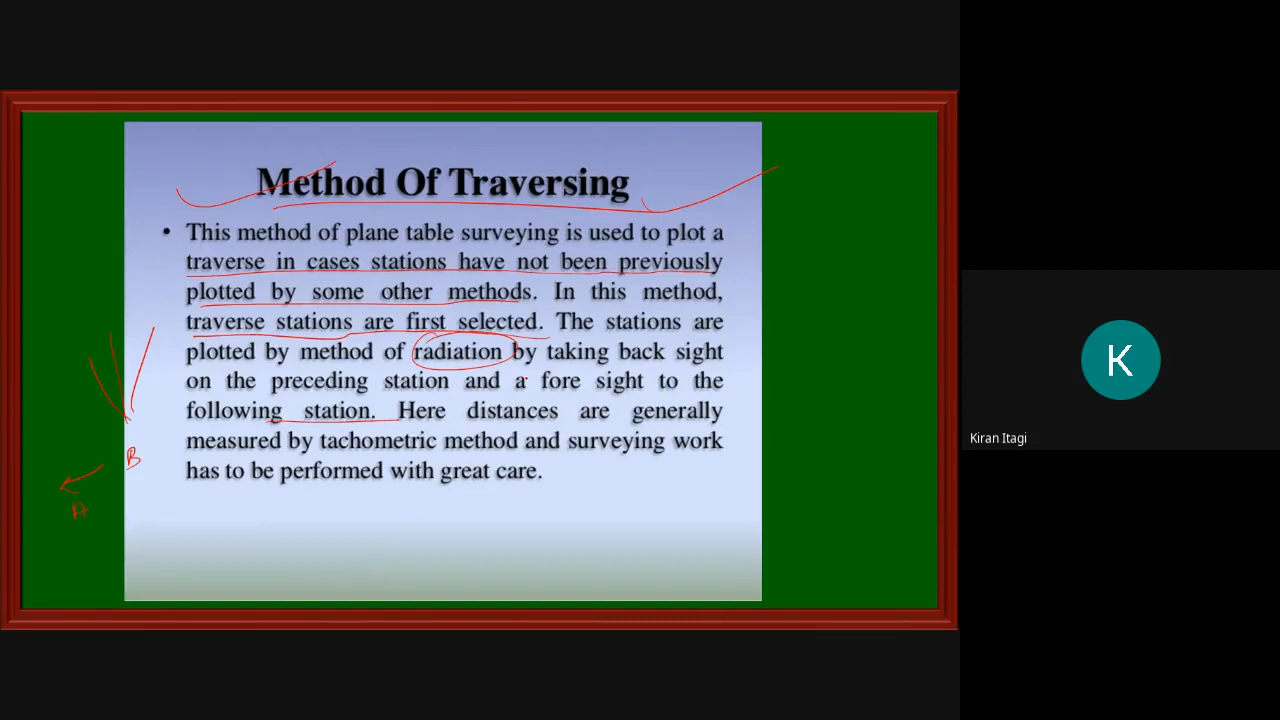 Method Of Traversing
• This method of plane table surveying is used to plot a
traverse in cases stations have not been previously
plotted by some other methods. In this method,
traverse stations are first selected. The stations are
plotted by method of radiation by taking back sight
on the preceding station and a fore sight to the
following station. Here distances are generally
measured by tachometric method and surveying work
has to be performed with great care.
B
A
K
Kiran Itagi